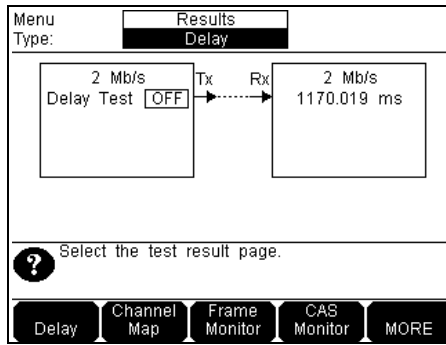 Menu Results
Type: Delay
2 Mb/s Tx Rx 2 Mb/s
Delay Test OFF 1170.019 ms
? Select the test result page.
Delay Channel Map Frame Monitor CAS Monitor MORE